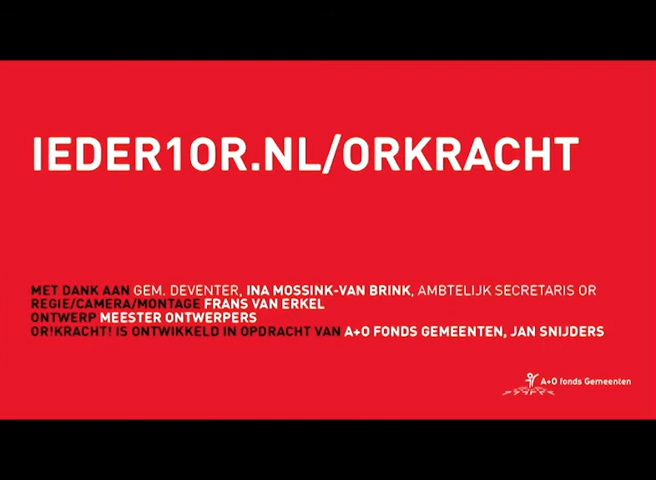 IEDER1OR.NL/ORKRACHT
MET DANK AAN GEM. DEVENTER, INA MOSSINK-VAN BRINK, AMBTELIJK SECRETARIS OR
REGIE/CAMERA/MONTAGE FRANS VAN ERKEL
ONTWERP MEESTER ONTWERPERS
OR!KRACHT! IS ONTWIKKELD IN OPDRACHT VAN A+O FONDS GEMEENTEN, JAN SNIJDERS
A+O fonds Gemeenten